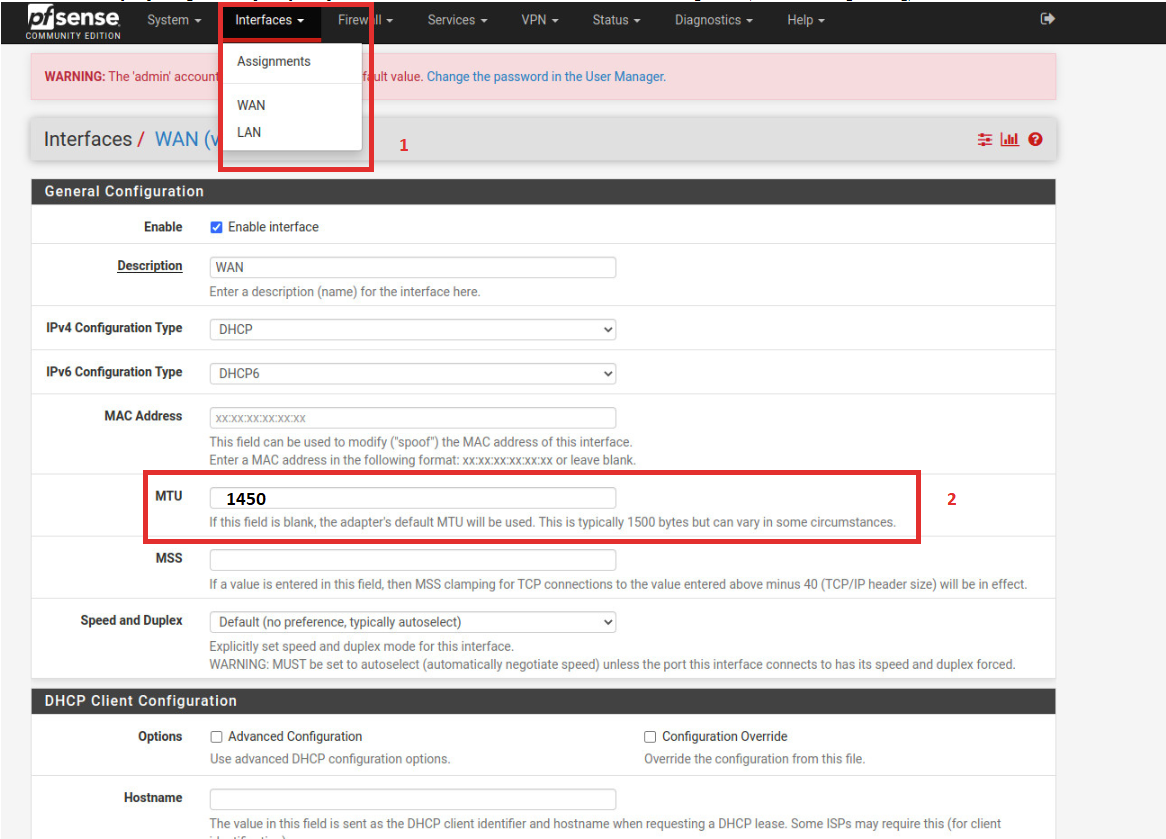 pfsense
COMMUNITY EDITION
System Interfaces Firewall Services VPN Status Diagnostics Help
Assignments
WAN
LAN
WARNING: The 'admin' account fault value. Change the password in the User Manager.
Interfaces / WAN (v
1
General Configuration
Enable Enable interface
Description WAN
Enter a description (name) for the interface here.
IPv4 Configuration Type DHCP
IPv6 Configuration Type DHCP6
MAC Address xx:xx:xx:xx:xx:xx
This field can be used to modify ("spoof") the MAC address of this interface.
Enter a MAC address in the following format: xx:xx:xx:xx:xx:xx or leave blank.
MTU 1450
2
If this field is blank, the adapter's default MTU will be used. This is typically 1500 bytes but can vary in some circumstances.
MSS
If a value is entered in this field, then MSS clamping for TCP connections to the value entered above minus 40 (TCP/IP header size) will be in effect.
Speed and Duplex Default (no preference, typically autoselect)
Explicitly set speed and duplex mode for this interface.
WARNING: MUST be set to autoselect (automatically negotiate speed) unless the port this interface connects to has its speed and duplex forced.
DHCP Client Configuration
Options Advanced Configuration Configuration Override
Use advanced DHCP configuration options. Override the configuration from this file.
Hostname
The value in this field is sent as the DHCP client identifier and hostname when requesting a DHCP lease. Some ISPs may require this (for client